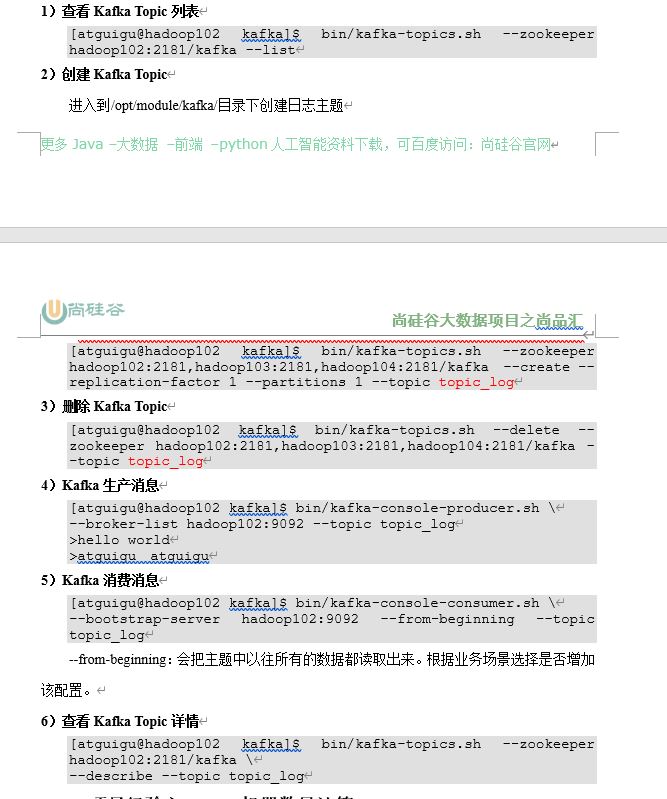 1）查看 Kafka Topic 列表
[atguigu@hadoop102 kafka]$ bin/kafka-topics.sh --zookeeper
hadoop102:2181/kafka --list
2）创建 Kafka Topic
进入到/opt/module/kafka/目录下创建日志主题
更多 Java –大数据 –前端 –python 人工智能资料下载，可百度访问：尚硅谷官网
尚硅谷
尚硅谷大数据项目之尚品汇
[atguigu@hadoop102 kafka]$ bin/kafka-topics.sh --zookeeper
hadoop102:2181,hadoop103:2181,hadoop104:2181/kafka --create --
replication-factor 1 --partitions 1 --topic topic_log
3）删除 Kafka Topic
[atguigu@hadoop102 kafka]$ bin/kafka-topics.sh --delete --
zookeeper hadoop102:2181,hadoop103:2181,hadoop104:2181/kafka -
-topic topic_log
4）Kafka 生产消息
[atguigu@hadoop102 kafka]$ bin/kafka-console-producer.sh \
--broker-list hadoop102:9092 --topic topic_log
>hello world
>atguigu atguigu
5）Kafka 消费消息
[atguigu@hadoop102 kafka]$ bin/kafka-console-consumer.sh \
--bootstrap-server hadoop102:9092 --from-beginning --topic
topic_log
--from-beginning：会把主题中以往所有的数据都读取出来。根据业务场景选择是否增加
该配置。
6）查看 Kafka Topic 详情
[atguigu@hadoop102 kafka]$ bin/kafka-topics.sh --zookeeper
hadoop102:2181/kafka \
--describe --topic topic_log